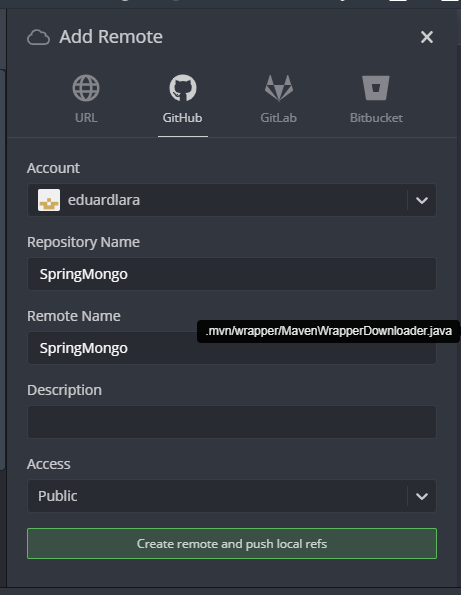 Add Remote
URL
GitHub
GitLab
Bitbucket
Account
eduardlara
Repository Name
SpringMongo
Remote Name
.mvn/wrapper/MavenWrapperDownloader.java
SpringMongo
Description
Access
Public
Create remote and push local refs